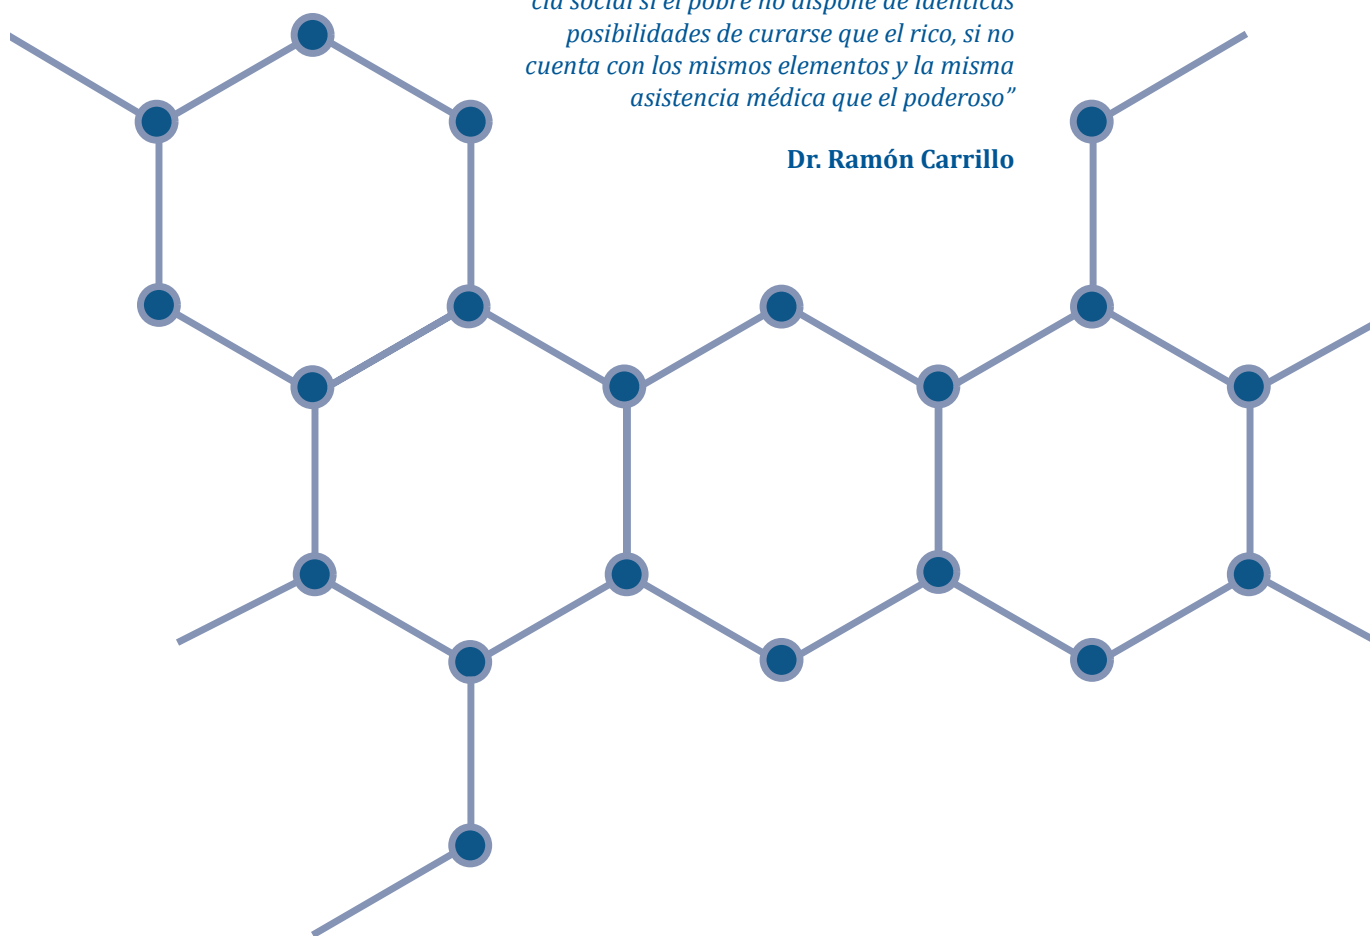 cia social si el pobre no dispone de idénticas
posibilidades de curarse que el rico, si no
cuenta con los mismos elementos y la misma
asistencia médica que el poderoso”
Dr. Ramón Carrillo